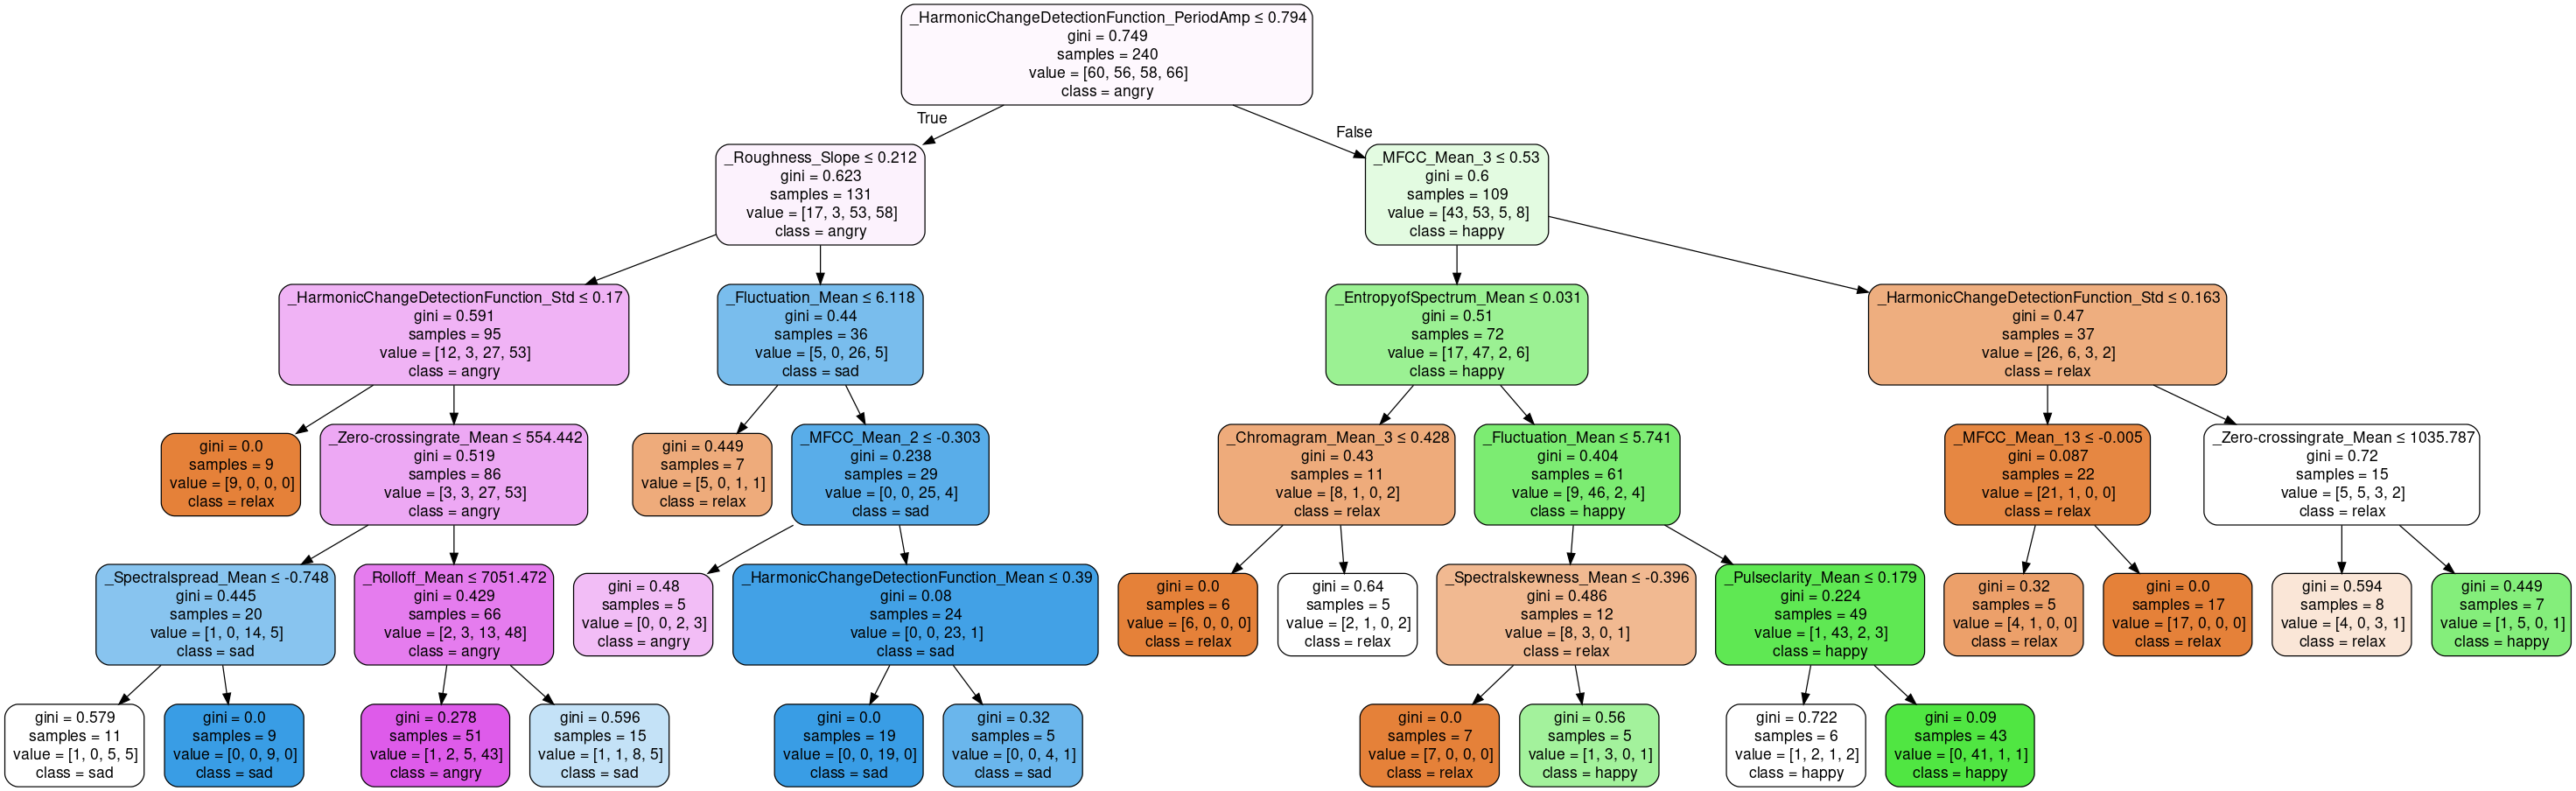 _HarmonicChangeDetectionFunction_PeriodAmp ≤ 0.794
gini = 0.749
samples = 240
value = [60, 56, 58, 66]
class = angry
True
False
_Roughness_Slope ≤ 0.212
gini = 0.623
samples = 131
value = [17, 3, 53, 58]
class = angry
_MFCC_Mean_3 ≤ 0.53
gini = 0.6
samples = 109
value = [43, 53, 5, 8]
class = happy
_HarmonicChangeDetectionFunction_Std ≤ 0.17
gini = 0.591
samples = 95
value = [12, 3, 27, 53]
class = angry
_Fluctuation_Mean ≤ 6.118
gini = 0.44
samples = 36
value = [5, 0, 26, 5]
class = sad
_EntropyofSpectrum_Mean ≤ 0.031
gini = 0.51
samples = 72
value = [17, 47, 2, 6]
class = happy
_HarmonicChangeDetectionFunction_Std ≤ 0.163
gini = 0.47
samples = 37
value = [26, 6, 3, 2]
class = relax
gini = 0.0
samples = 9
value = [9, 0, 0, 0]
class = relax
_Zero-crossingrate_Mean ≤ 554.442
gini = 0.519
samples = 86
value = [3, 3, 27, 53]
class = angry
gini = 0.449
samples = 7
value = [5, 0, 1, 1]
class = relax
_MFCC_Mean_2 ≤ -0.303
gini = 0.238
samples = 29
value = [0, 0, 25, 4]
class = sad
_Chromagram_Mean_3 ≤ 0.428
gini = 0.43
samples = 11
value = [8, 1, 0, 2]
class = relax
_Fluctuation_Mean ≤ 5.741
gini = 0.404
samples = 61
value = [9, 46, 2, 4]
class = happy
_MFCC_Mean_13 ≤ -0.005
gini = 0.087
samples = 22
value = [21, 1, 0, 0]
class = relax
_Zero-crossingrate_Mean ≤ 1035.787
gini = 0.72
samples = 15
value = [5, 5, 3, 2]
class = relax
_Spectralspread_Mean ≤ -0.748
gini = 0.445
samples = 20
value = [1, 0, 14, 5]
class = sad
_Rolloff_Mean ≤ 7051.472
gini = 0.429
samples = 66
value = [2, 3, 13, 48]
class = angry
gini = 0.48
samples = 5
value = [0, 0, 2, 3]
class = angry
_HarmonicChangeDetectionFunction_Mean ≤ 0.39
gini = 0.08
samples = 24
value = [0, 0, 23, 1]
class = sad
gini = 0.0
samples = 6
value = [6, 0, 0, 0]
class = relax
gini = 0.64
samples = 5
value = [2, 1, 0, 2]
class = relax
_Spectralskewness_Mean ≤ -0.396
gini = 0.486
samples = 12
value = [8, 3, 0, 1]
class = relax
_Pulseclarity_Mean ≤ 0.179
gini = 0.224
samples = 49
value = [1, 43, 2, 3]
class = happy
gini = 0.32
samples = 5
value = [4, 1, 0, 0]
class = relax
gini = 0.0
samples = 17
value = [17, 0, 0, 0]
class = relax
gini = 0.594
samples = 8
value = [4, 0, 3, 1]
class = relax
gini = 0.449
samples = 7
value = [1, 5, 0, 1]
class = happy
gini = 0.579
samples = 11
value = [1, 0, 5, 5]
class = sad
gini = 0.0
samples = 9
value = [0, 0, 9, 0]
class = sad
gini = 0.278
samples = 51
value = [1, 2, 5, 43]
class = angry
gini = 0.596
samples = 15
value = [1, 1, 8, 5]
class = sad
gini = 0.0
samples = 19
value = [0, 0, 19, 0]
class = sad
gini = 0.32
samples = 5
value = [0, 0, 4, 1]
class = sad
gini = 0.0
samples = 7
value = [7, 0, 0, 0]
class = relax
gini = 0.56
samples = 5
value = [1, 3, 0, 1]
class = happy
gini = 0.722
samples = 6
value = [1, 2, 1, 2]
class = happy
gini = 0.09
samples = 43
value = [0, 41, 1, 1]
class = happy